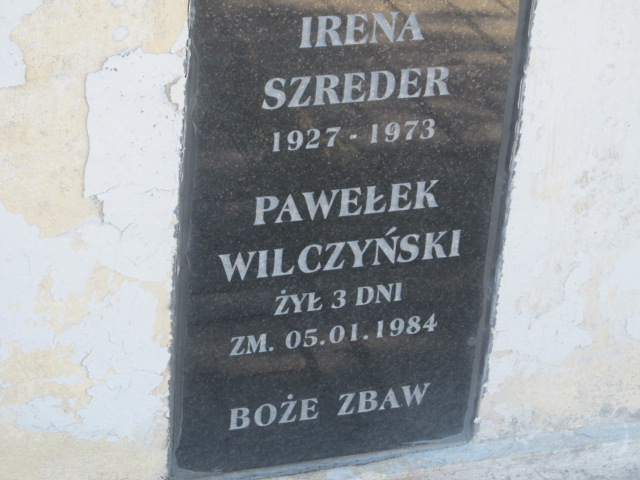 IRENA
SZREDER
1927 - 1973
PAWEŁEK
WILCZYŃSKI
ŻYŁ 3 DNI
ZM. 05.01.1984
BOŻE ZBAW